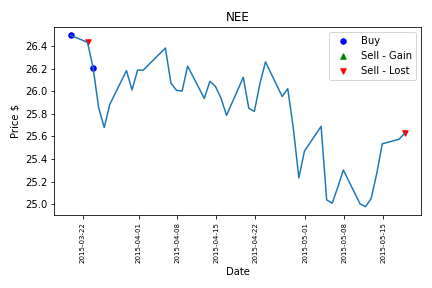 NEE
Buy
Sell - Gain
Sell - Lost
Price $
26.4
26.2
26.0
25.8
25.6
25.4
25.2
25.0
2015-03-22
2015-04-01
2015-04-08
2015-04-15
2015-04-22
2015-05-01
2015-05-08
2015-05-15
Date